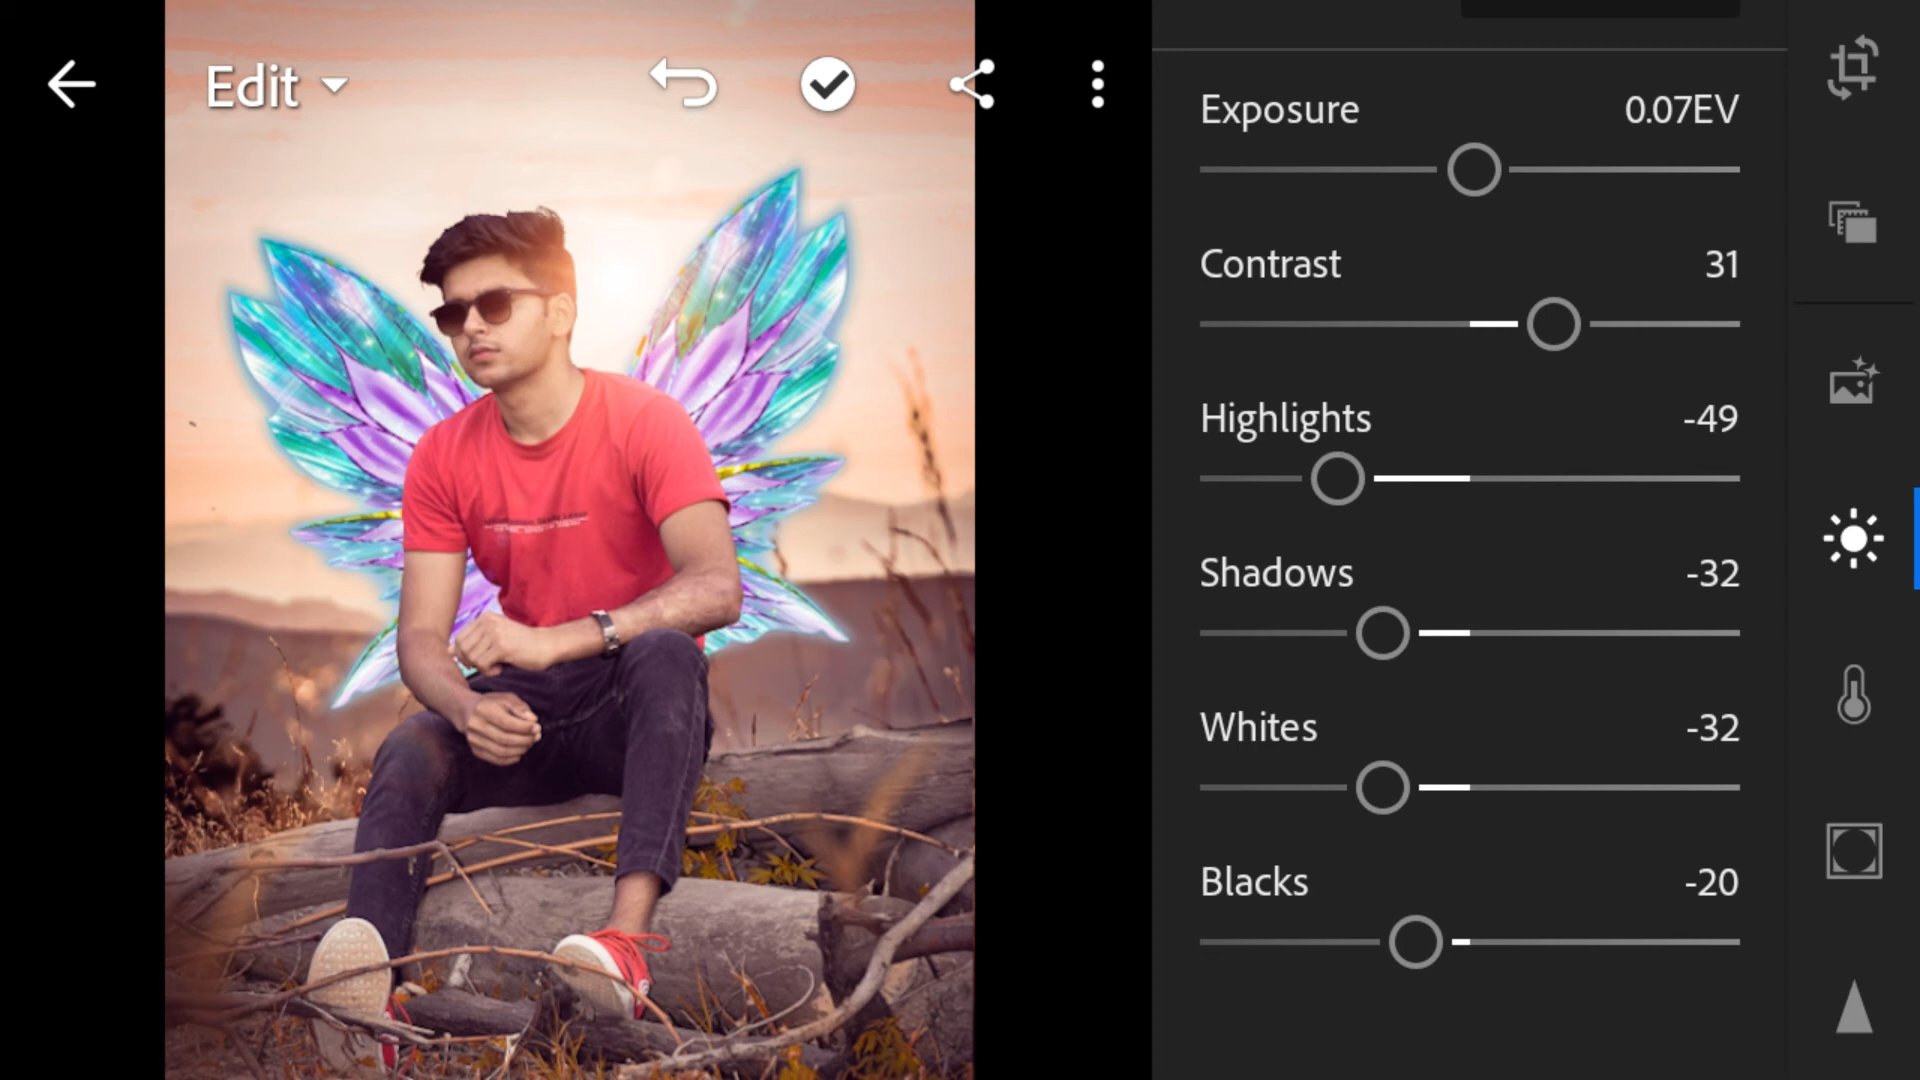 Edit
Exposure 0.07EV
Contrast 31
Highlights -49
Shadows -32
Whites -32
Blacks -20